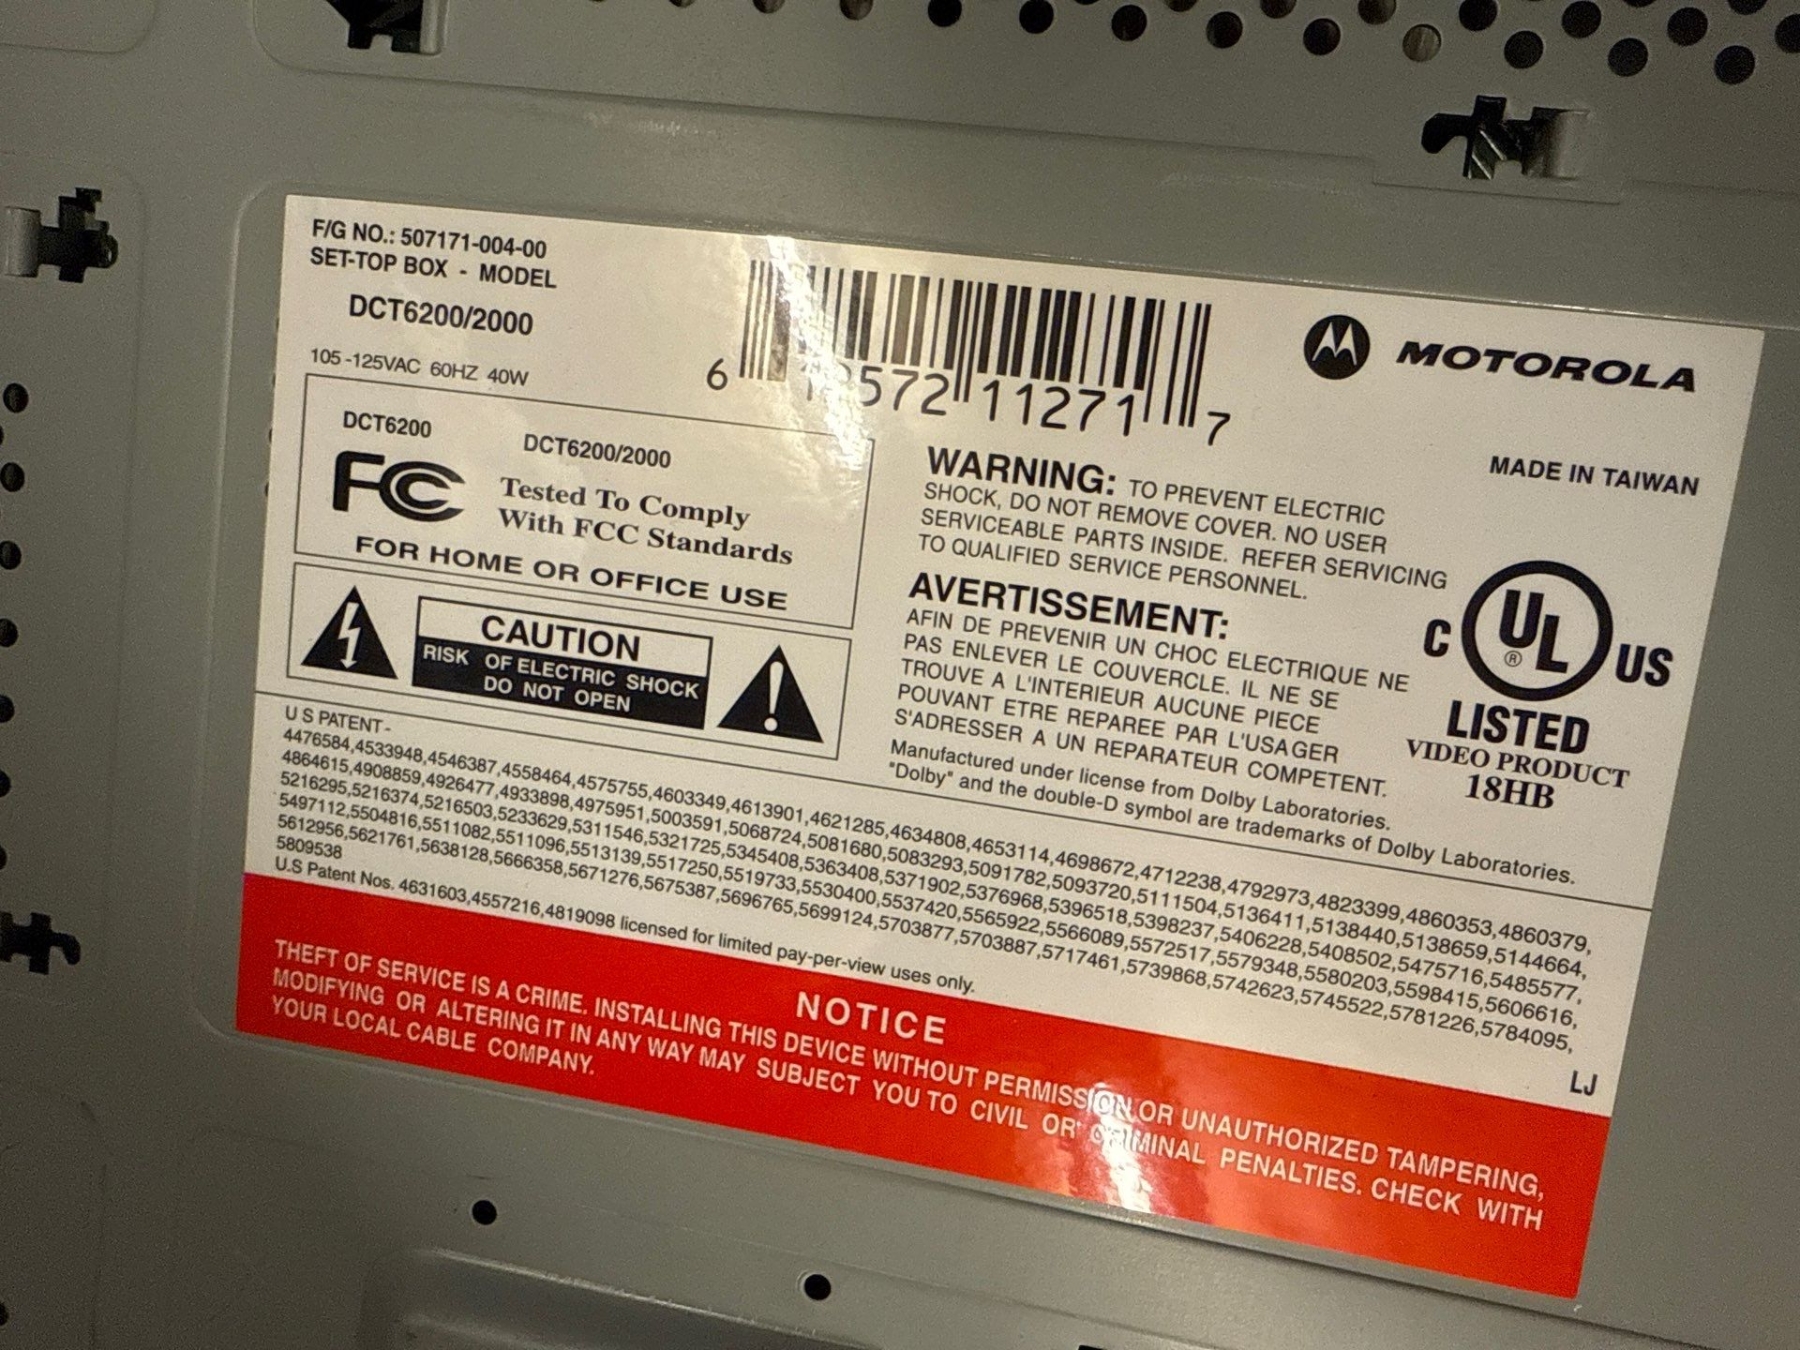 F/G NO.: 507171-004-00
SET-TOP BOX - MODEL
DCT6200/2000
105 -125VAC 60HZ 40W
6 572 11271 7
MOTOROLA
MADE IN TAIWAN
DCT6200
DCT6200/2000
FC
Tested To Comply
With FCC Standards
FOR HOME OR OFFICE USE
CAUTION
RISK OF ELECTRIC SHOCK
DO NOT OPEN
WARNING: TO PREVENT ELECTRIC
SHOCK, DO NOT REMOVE COVER. NO USER
SERVICEABLE PARTS INSIDE. REFER SERVICING
TO QUALIFIED SERVICE PERSONNEL.
AVERTISSEMENT:
AFIN DE PREVENIR UN CHOC ELECTRIQUE NE
PAS ENLEVER LE COUVERCLE. IL NE SE
TROUVE A L'INTERIEUR AUCUNE PIECE
POUVANT ETRE REPAREE PAR L'USAGER
S'ADRESSER A UN REPARATEUR COMPETENT.
Manufactured under license from Dolby Laboratories.
"Dolby" and the double-D symbol are trademarks of Dolby Laboratories.
C UL ® US
LISTED
VIDEO PRODUCT
18HB
U S PATENT-
4476584,4533948,4546387,4558464,4575755,4603349,4613901,4621285,4634808,4653114,4698672,4712238,4792973,4823399,4860353,4860379,
4864615,4908859,4926477,4933898,4975951,5003591,5068724,5081680,5083293,5091782,5093720,5111504,5136411,5138440,5138659,5144664,
5216295,5216374,5216503,5233629,5311546,5321725,5345408,5363408,5371902,5376968,5396518,5398237,5406228,5408502,5475716,5485577,
5497112,5504816,5511082,5511096,5513139,5517250,5519733,5530400,5537420,5565922,5566089,5572517,5579348,5580203,5598415,5606616,
5612956,5621761,5638128,5666358,5671276,5675387,5696765,5699124,5703877,5703887,5717461,5739868,5742623,5745522,5781226,5784095,
5809538
U.S Patent Nos. 4631603,4557216,4819098 licensed for limited pay-per-view uses only.
LJ
NOTICE
THEFT OF SERVICE IS A CRIME. INSTALLING THIS DEVICE WITHOUT PERMISSION OR UNAUTHORIZED TAMPERING,
MODIFYING OR ALTERING IT IN ANY WAY MAY SUBJECT YOU TO CIVIL OR CRIMINAL PENALTIES. CHECK WITH
YOUR LOCAL CABLE COMPANY.